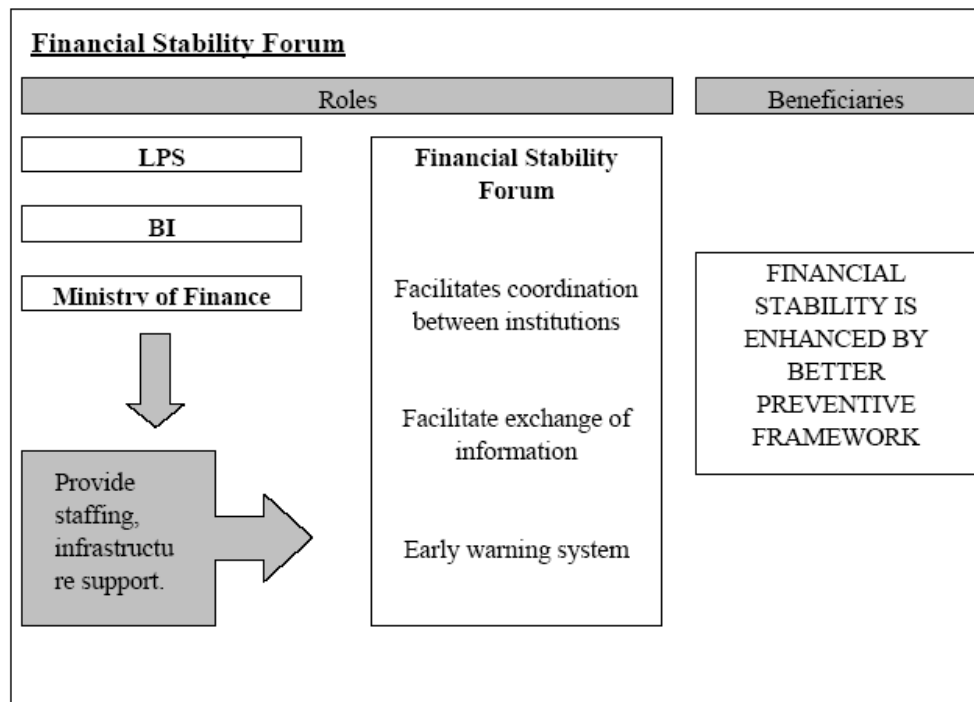 Financial Stability Forum
Roles
Beneficiaries
LPS
BI
Ministry of Finance
Provide
staffing,
infrastructu
re support.
Financial Stability
Forum
Facilitates coordination
between institutions
Facilitate exchange of
information
Early warning system
FINANCIAL
STABILITY IS
ENHANCED BY
BETTER
PREVENTIVE
FRAMEWORK